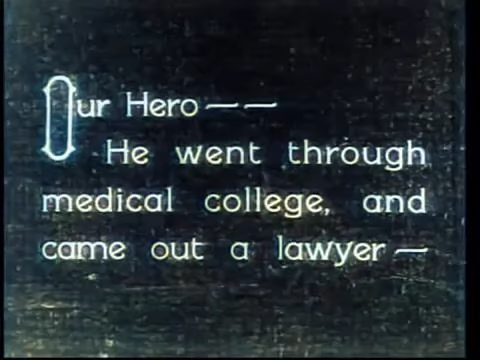 Our Hero — —
He went through
medical college, and
came out a lawyer —